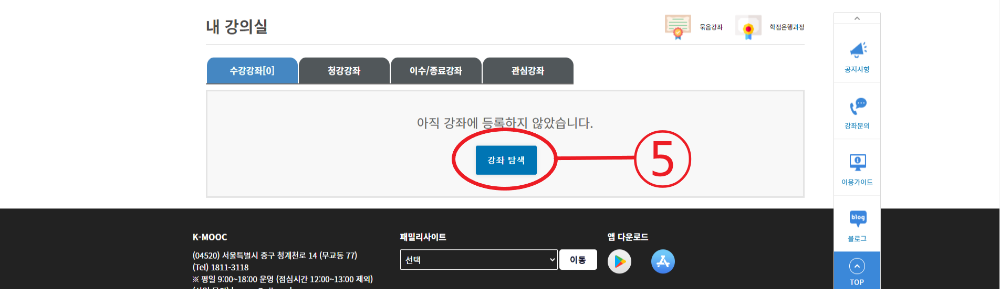 내 강의실
묶음강좌
학점은행과정
수강강좌[0]
청강강좌
이수/종료강좌
관심강좌
아직 강좌에 등록하지 않았습니다.
강좌 탐색
5
공지사항
강좌문의
이용가이드
blog
블로그
TOP
K-MOOC
(04520) 서울특별시 중구 청계천로 14 (무교동 77)
(Tel) 1811-3118
※ 평일 9:00~18:00 운영 (점심시간 12:00~13:00 제외)
패밀리사이트
선택
이동
앱 다운로드